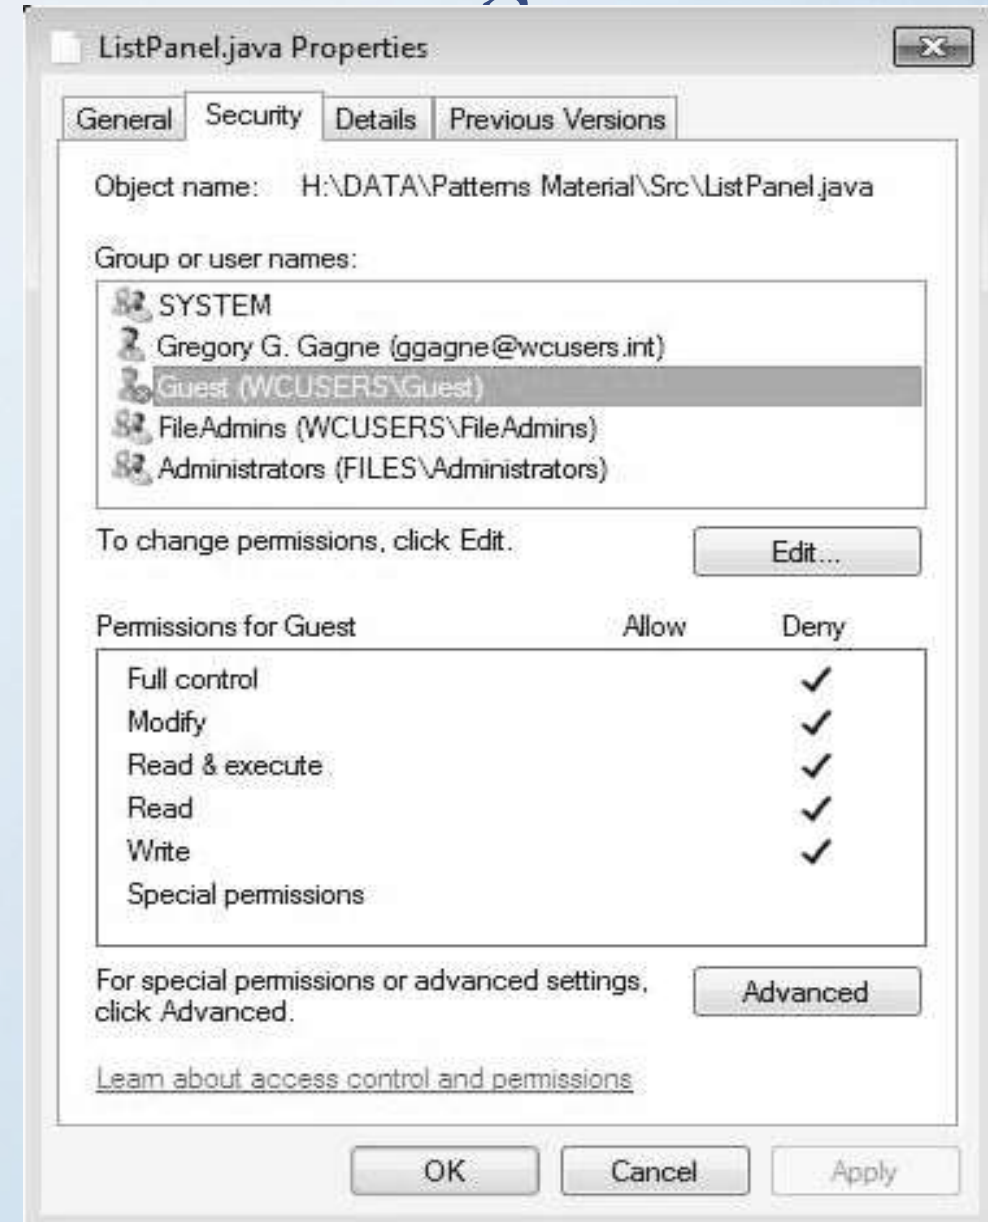 ListPanel.java Properties
General Security Details Previous Versions
Object name: H:\DATA\Patterns Material\Src\ListPanel.java
Group or user names:
SYSTEM
Gregory G. Gagne (ggagne@wcusers.int)
Guest (WCUSERS\Guest)
FileAdmins (WCUSERS\FileAdmins)
Administrators (FILES\Administrators)
To change permissions, click Edit.
Edit...
Permissions for Guest Allow Deny
Full control
Modify
Read & execute
Read
Write
Special permissions
For special permissions or advanced settings,
click Advanced.
Advanced
Learn about access control and permissions
OK Cancel Apply